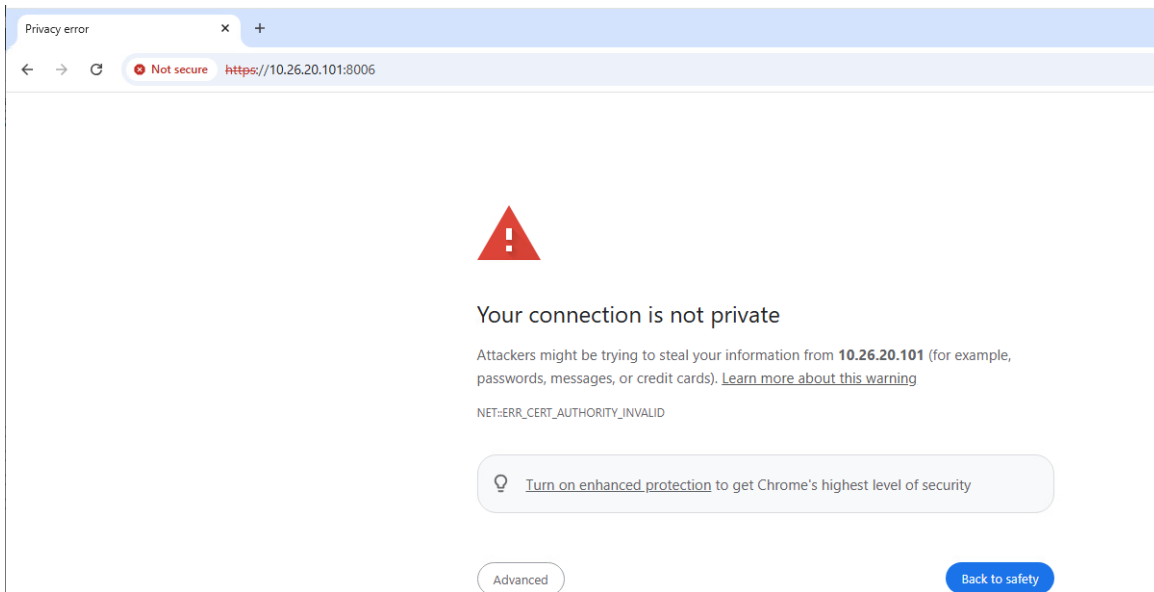 Privacy error
Not secure https://10.26.20.101:8006
Your connection is not private
Attackers might be trying to steal your information from 10.26.20.101 (for example,
passwords, messages, or credit cards). Learn more about this warning
NET::ERR_CERT_AUTHORITY_INVALID
Turn on enhanced protection to get Chrome's highest level of security
Advanced Back to safety